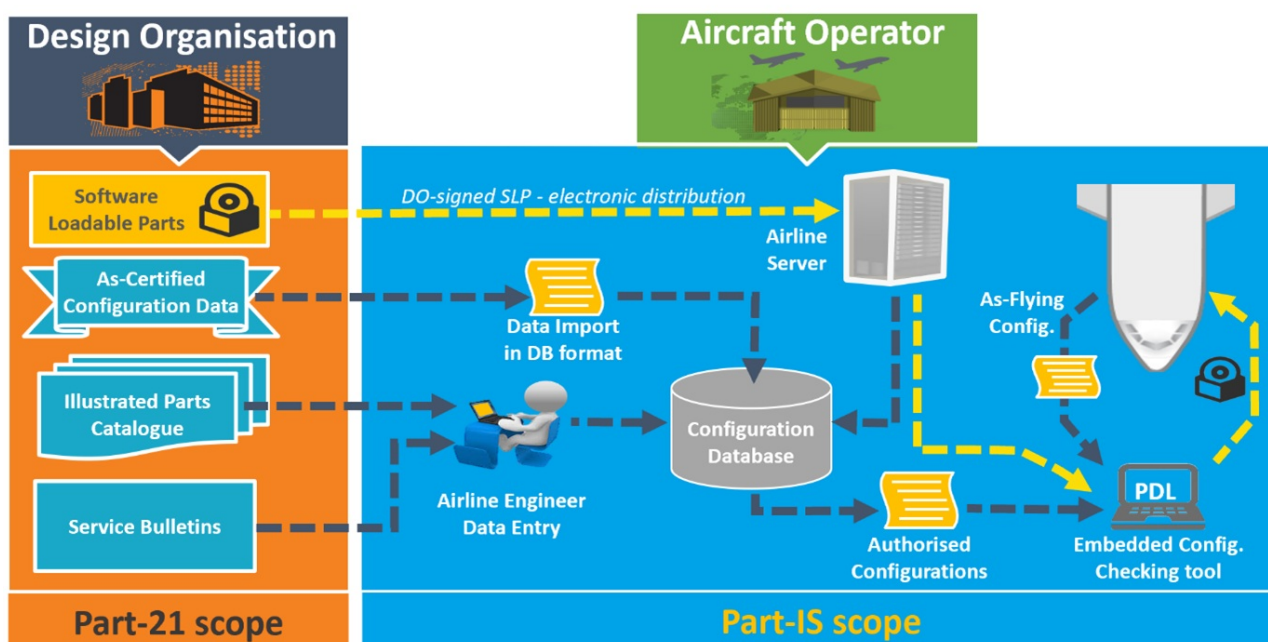 Design Organisation
Aircraft Operator
Software
Loadable Parts
DO-signed SLP - electronic distribution
Airline
Server
As-Certified
Configuration Data
Data Import
in DB format
As-Flying
Config.
Illustrated Parts
Catalogue
Configuration
Database
Airline Engineer
Data Entry
PDL
Service Bulletins
Authorised
Configurations
Embedded Config.
Checking tool
Part-21 scope
Part-IS scope